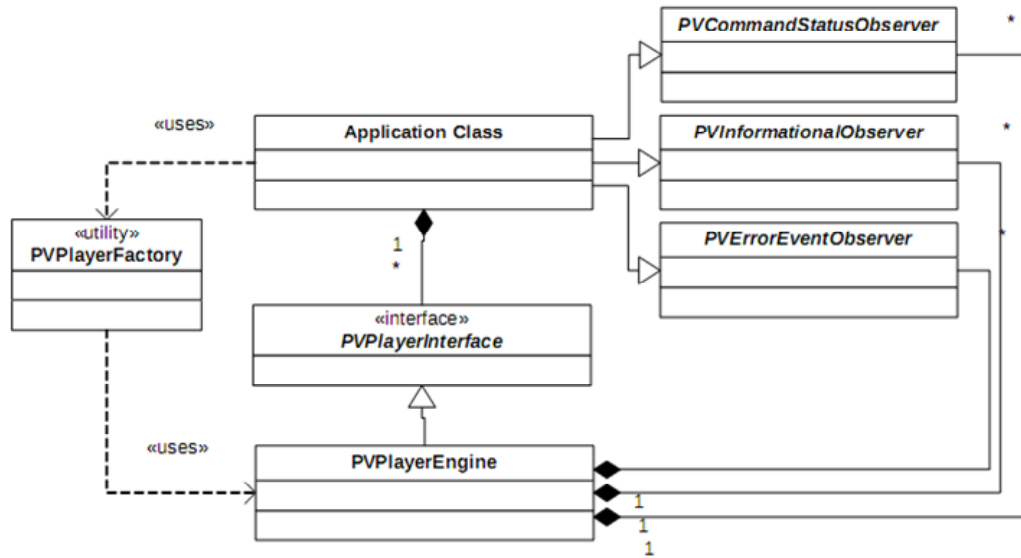 PVCommandStatusObserver
*
«uses»
Application Class
PVInformationalObserver
*
«utility»
PVPlayerFactory
PVErrorEventObserver
*
1
*
«interface»
PVPlayerInterface
«uses»
PVPlayerEngine
1
1
1